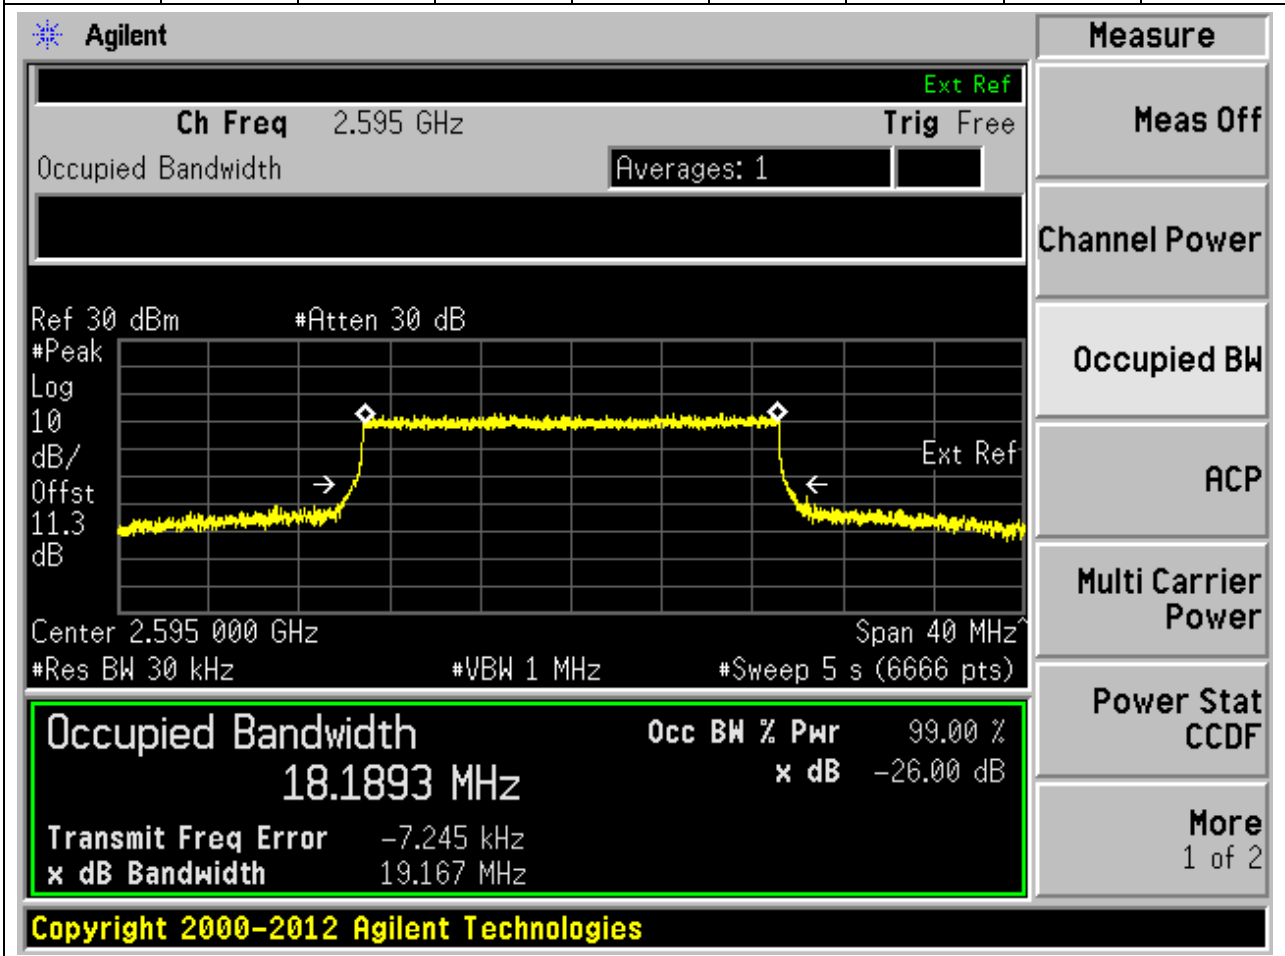 Agilent
Measure
Ext Ref
Ch Freq 2.595 GHz Trig Free
Meas Off
Occupied Bandwidth Averages: 1
Channel Power
Ref 30 dBm #Atten 30 dB
#Peak
Log
10
dB/
Offst
11.3
dB
Ext Ref
Occupied BW
ACP
Center 2.595 000 GHz Span 40 MHz^
#Res BW 30 kHz #VBW 1 MHz #Sweep 5 s (6666 pts)
Multi Carrier
Power
Occupied Bandwidth Occ BW % Pwr 99.00 %
18.1893 MHz x dB -26.00 dB
Transmit Freq Error -7.245 kHz
x dB Bandwidth 19.167 MHz
Power Stat
CCDF
More
1 of 2
Copyright 2000-2012 Agilent Technologies